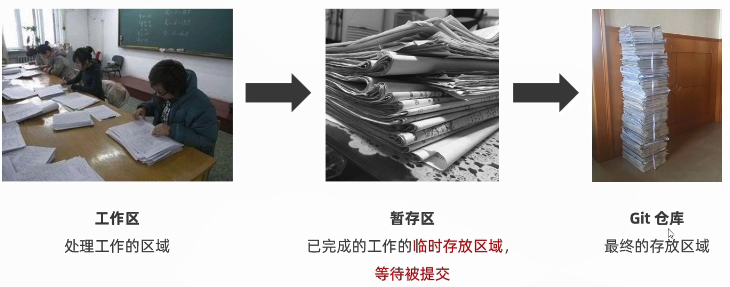 工作区
处理工作的区域
暂存区
已完成的工作的临时存放区域，
等待被提交
Git 仓库
最终的存放区域